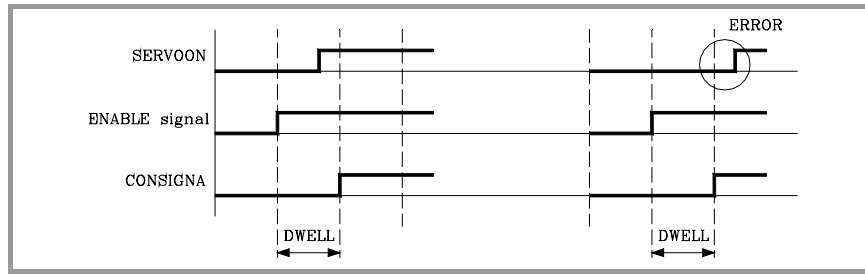 ERROR
SERVOON
ENABLE signal
CONSIGNA
DWELL DWELL